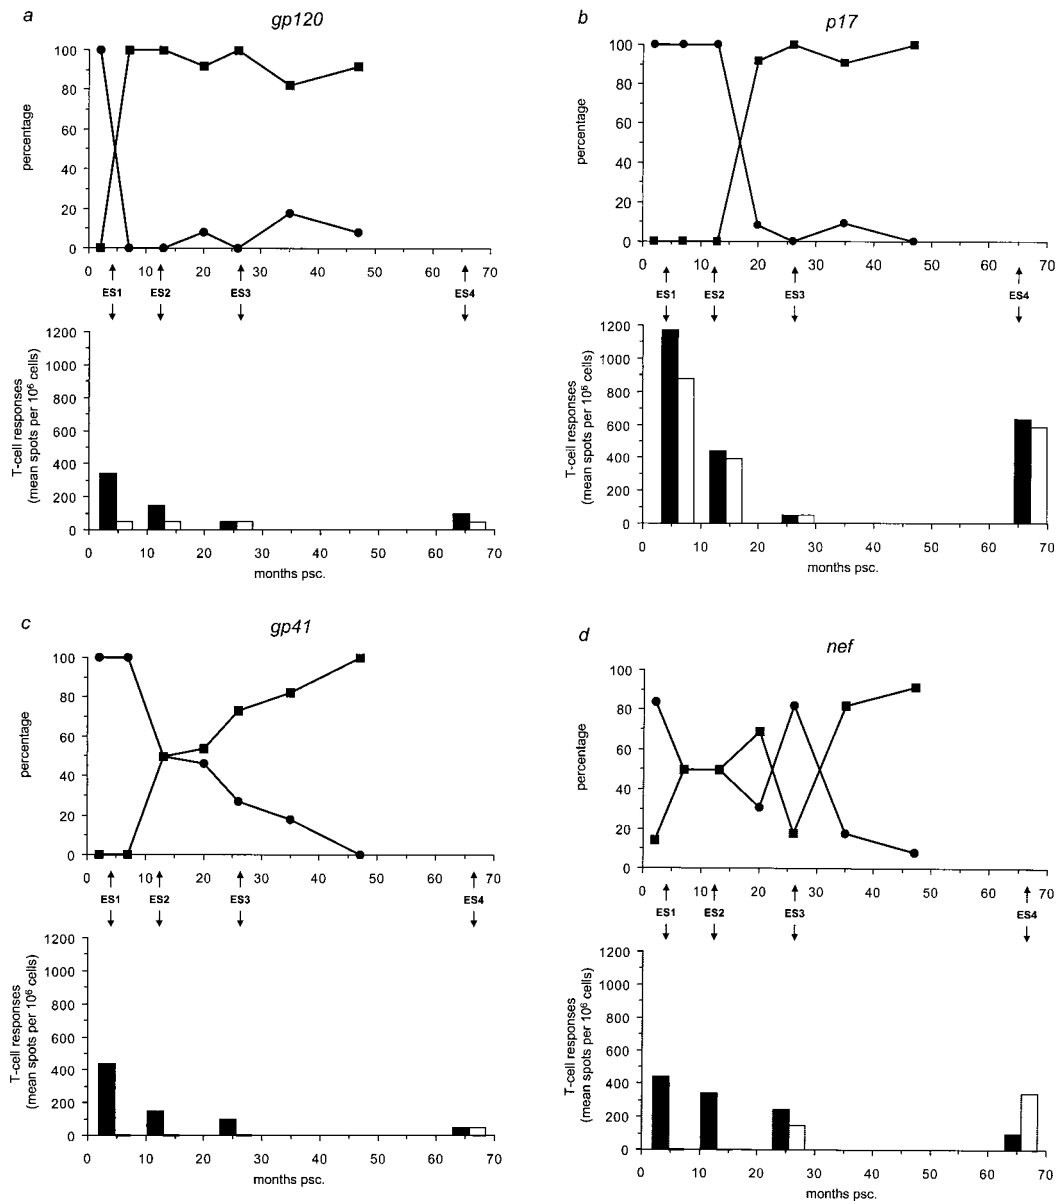 a
gp120
percentage
100
80
60
40
20
0
0 10 20 30 40 50 60 70
ES1 ES2 ES3 ES4
T-cell responses
(mean spots per 10⁶ cells)
1200
1000
800
600
400
200
0
0 10 20 30 40 50 60 70
months psc.
b
p17
percentage
100
80
60
40
20
0
0 10 20 30 40 50 60 70
ES1 ES2 ES3 ES4
T-cell responses
(mean spots per 10⁶ cells)
1200
1000
800
600
400
200
0
0 10 20 30 40 50 60 70
months psc.
c
gp41
percentage
100
80
60
40
20
0
0 10 20 30 40 50 60 70
ES1 ES2 ES3 ES4
T-cell responses
(mean spots per 10⁶ cells)
1200
1000
800
600
400
200
0
0 10 20 30 40 50 60 70
months psc.
d
nef
percentage
100
80
60
40
20
0
0 10 20 30 40 50 60 70
ES1 ES2 ES3 ES4
T-cell responses
(mean spots per 10⁶ cells)
1200
1000
800
600
400
200
0
0 10 20 30 40 50 60 70
months psc.